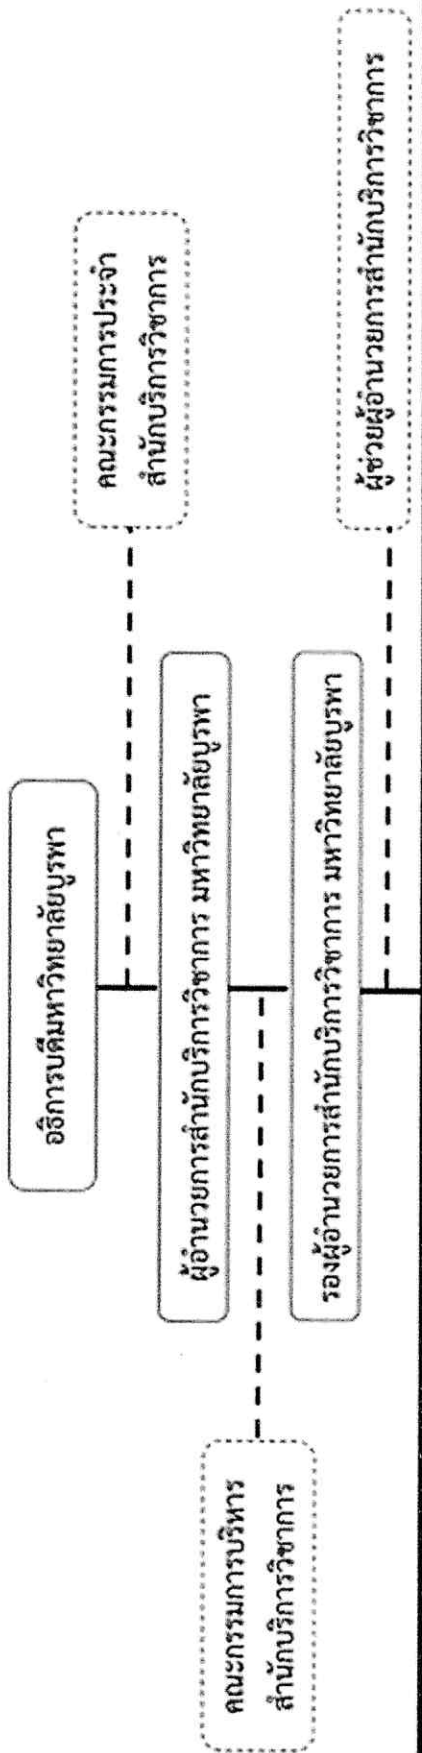 อธิการบดีมหาวิทยาลัยบูรพา
คณะกรรมการประจำ
สำนักบริการวิชาการ
ผู้อำนวยการสำนักบริการวิชาการ มหาวิทยาลัยบูรพา
คณะกรรมการบริหาร
สำนักบริการวิชาการ
รองผู้อำนวยการสำนักบริการวิชาการ มหาวิทยาลัยบูรพา
ผู้ช่วยผู้อำนวยการสำนักบริการวิชาการ